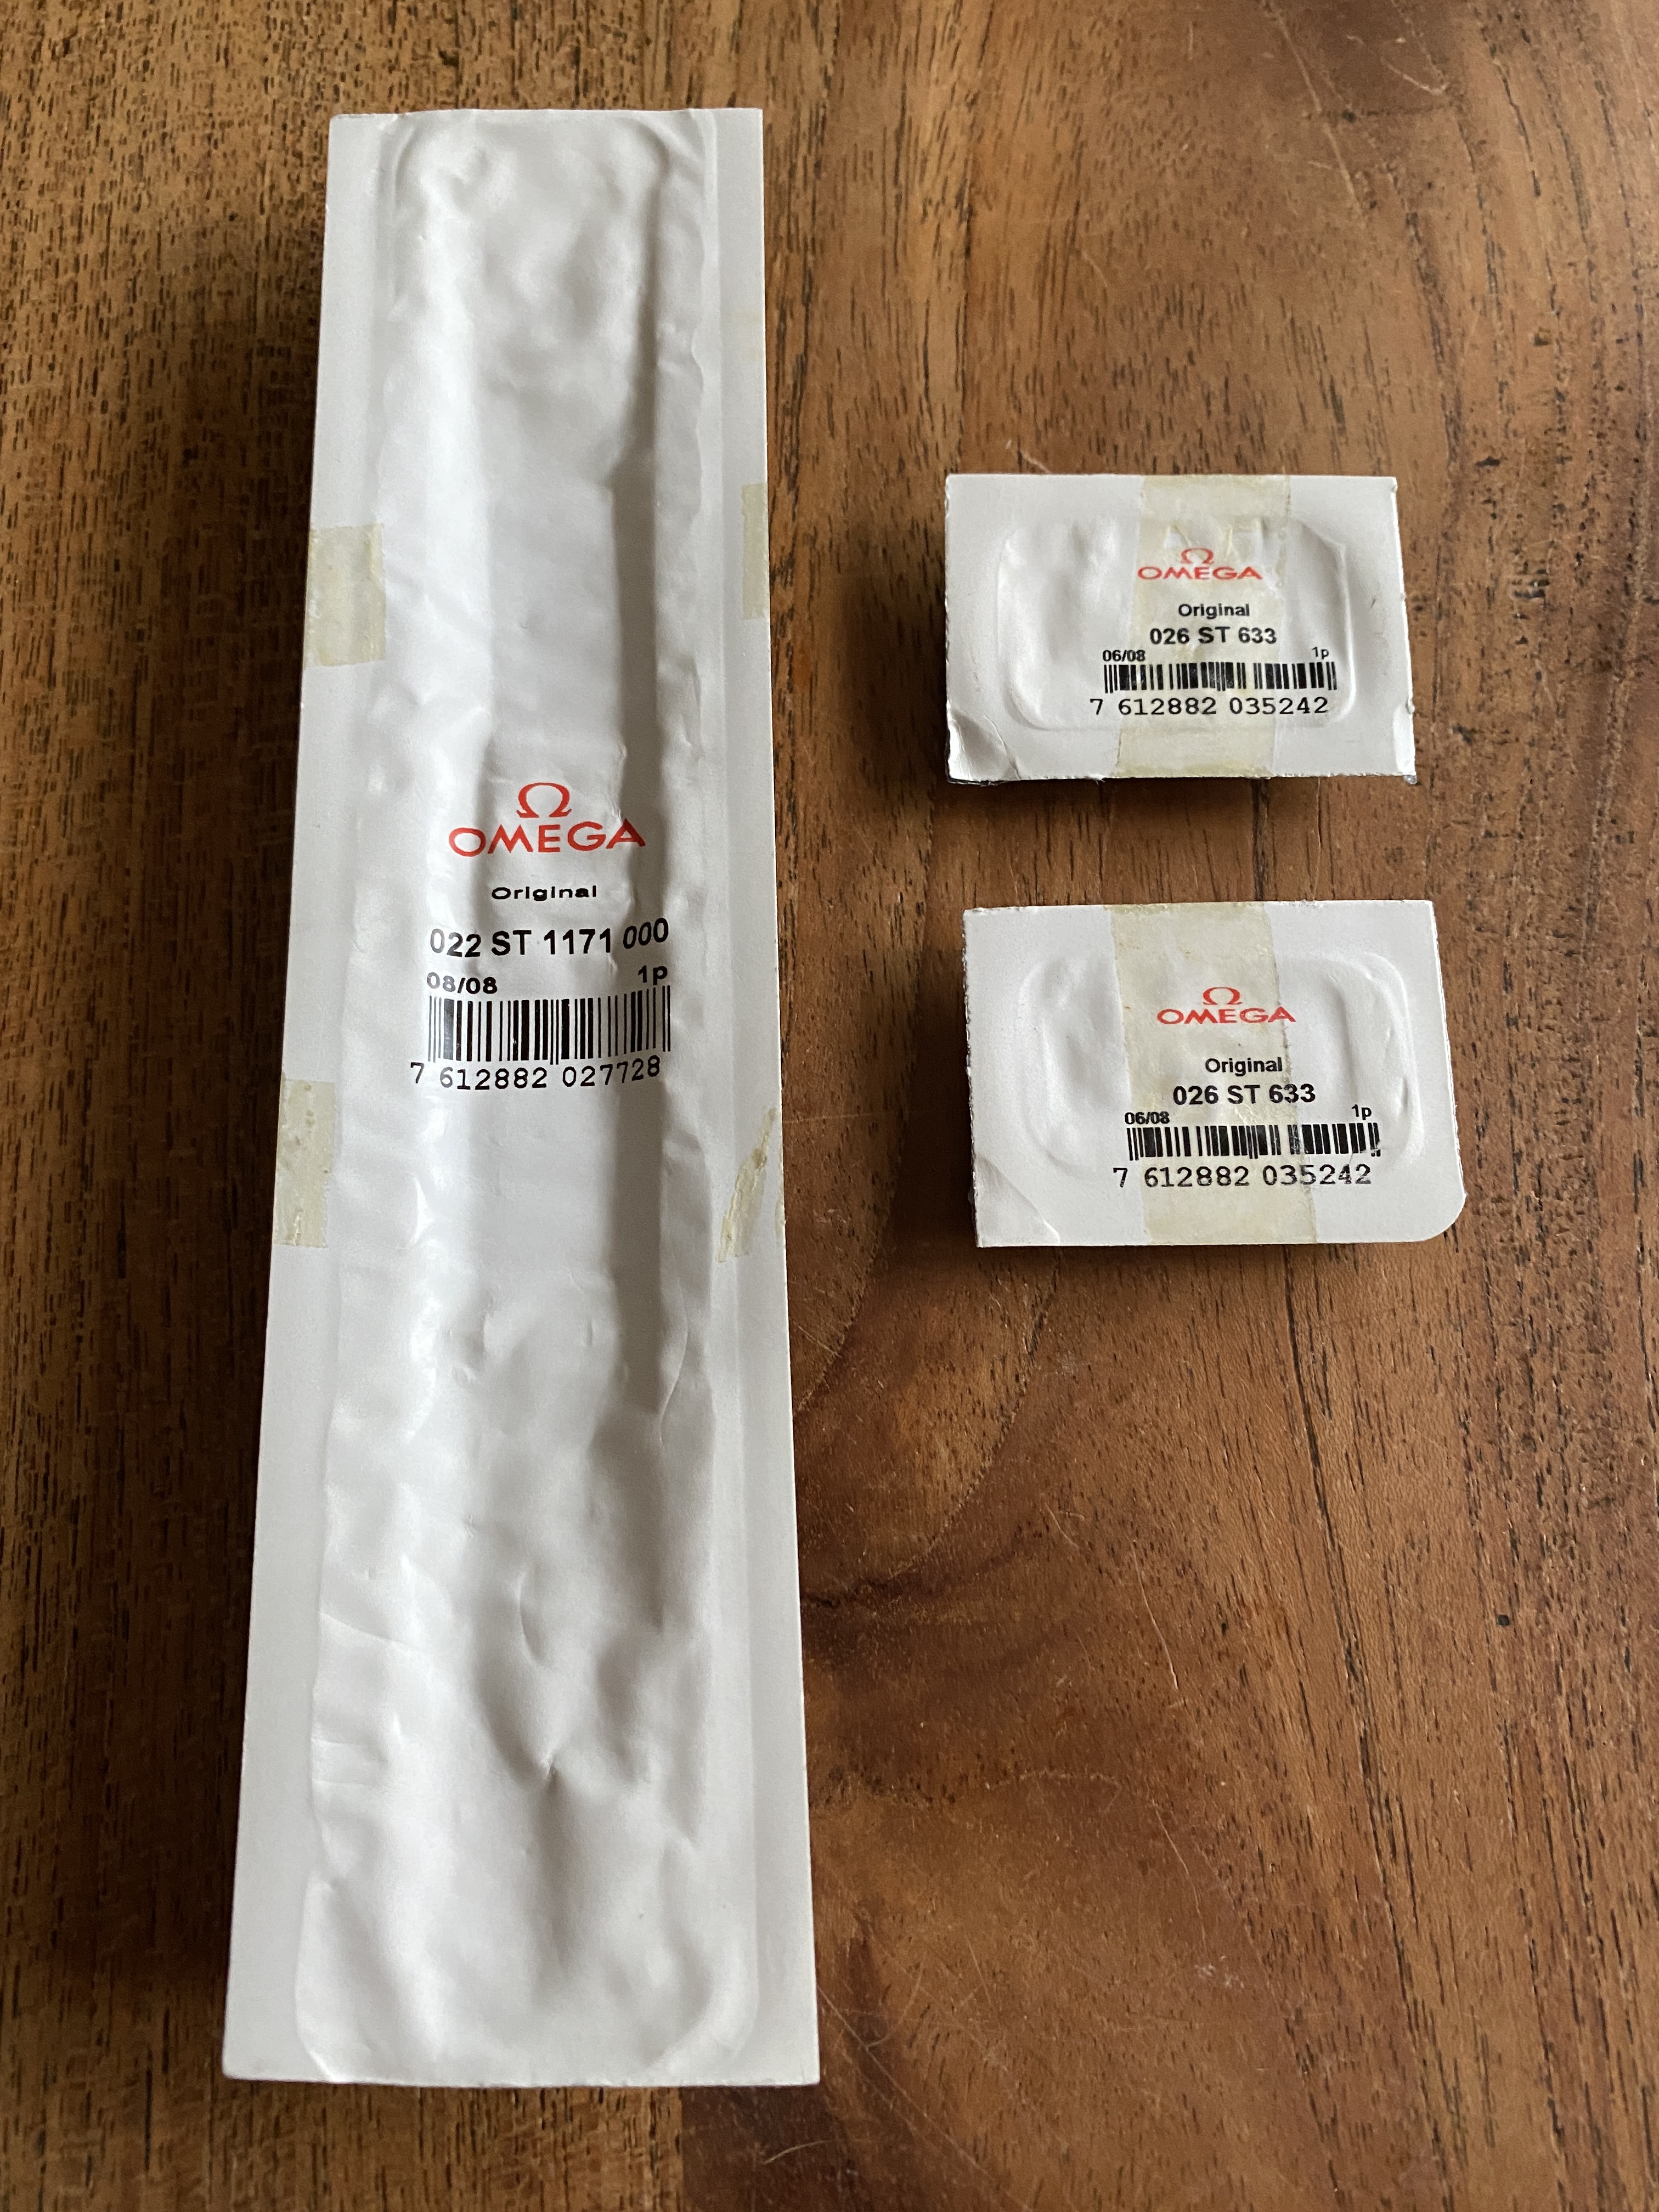 Ω
OMEGA
Original
022 ST 1171 000
08/08 1p
7 612882 027728
Ω
OMEGA
Original
026 ST 633
06/08 1p
7 612882 035242
Ω
OMEGA
Original
026 ST 633
06/08 1p
7 612882 035242